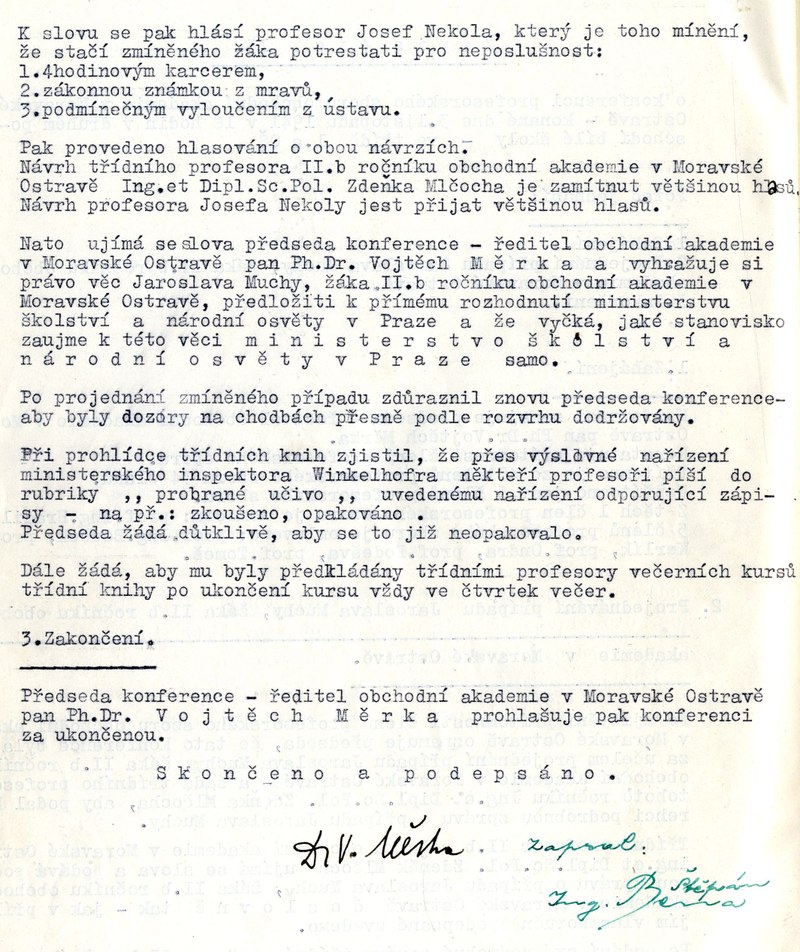 K slovu se pak hlásí profesor Josef Nekola, který je toho mínění,
že stačí zmíněného žáka potrestati pro neposlušnost:
1.4hodinovým karcerem,
2.zákonnou známkou z mravů,
3.podmínečným vyloučením z ústavu.
Pak provedeno hlasování o obou návrzích.
Návrh třídního profesora II.b ročníku obchodní akademie v Moravské
Ostravě Ing.et Dipl.Sc.Pol. Zdeňka Mlčocha je zamítnut většinou hlasů.
Návrh profesora Josefa Nekoly jest přijat většinou hlasů.
Nato ujímá se slova předseda konference - ředitel obchodní akademie
v Moravské Ostravě pan Ph.Dr. Vojtěch M ě r k a a vyhražuje si
právo věc Jaroslava Muchy, žáka II.b ročníku obchodní akademie v
Moravské Ostravě, předložiti k přímému rozhodnutí ministerstvu
školství a národní osvěty v Praze a že vyčká, jaké stanovisko
zaujme k této věci m i n i s t e r s t v o š k o l s t v í a
n á r o d n í o s v ě t y v P r a z e samo.
Po projednání zmíněného případu zdůraznil znovu předseda konference-
aby byly dozory na chodbách přesně podle rozvrhu dodržovány.
Při prohlídce třídních knih zjistil, že přes výslovné nařízení
ministerského inspektora Winkelhofra někteří profesoři píší do
rubriky ,, probrané učivo ,, uvedenému nařízení odporující zápi-
sy - na př.: zkoušeno, opakováno .
Předseda žádá důtklivě, aby se to již neopakovalo.
Dále žádá, aby mu byly předkládány třídními profesory večerních kursů
třídní knihy po ukončení kursu vždy ve čtvrtek večer.
3.Zakončení.
Předseda konference - ředitel obchodní akademie v Moravské Ostravě
pan Ph.Dr. V o j t ě c h M ě r k a prohlašuje pak konferenci
za ukončenou.
S k o n č e n o a p o d e p s á n o .
Dr V. Měrka
Zapsal:
Ing. Štěpán